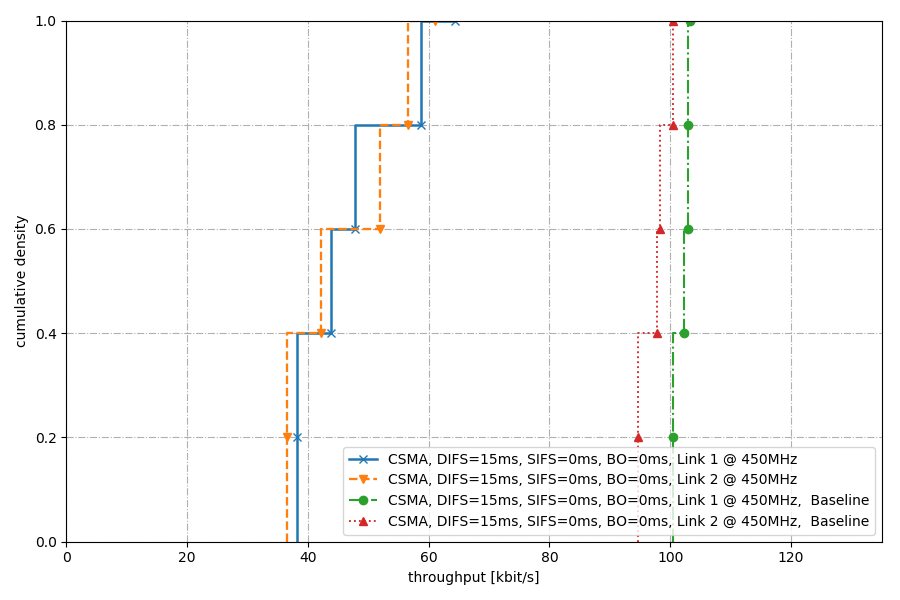 1.0
0.8
0.6
0.4
0.2
0.0
cumulative density
CSMA, DIFS=15ms, SIFS=0ms, BO=0ms, Link 1 @ 450MHz
CSMA, DIFS=15ms, SIFS=0ms, BO=0ms, Link 2 @ 450MHz
CSMA, DIFS=15ms, SIFS=0ms, BO=0ms, Link 1 @ 450MHz,  Baseline
CSMA, DIFS=15ms, SIFS=0ms, BO=0ms, Link 2 @ 450MHz,  Baseline
0 20 40 60 80 100 120
throughput [kbit/s]